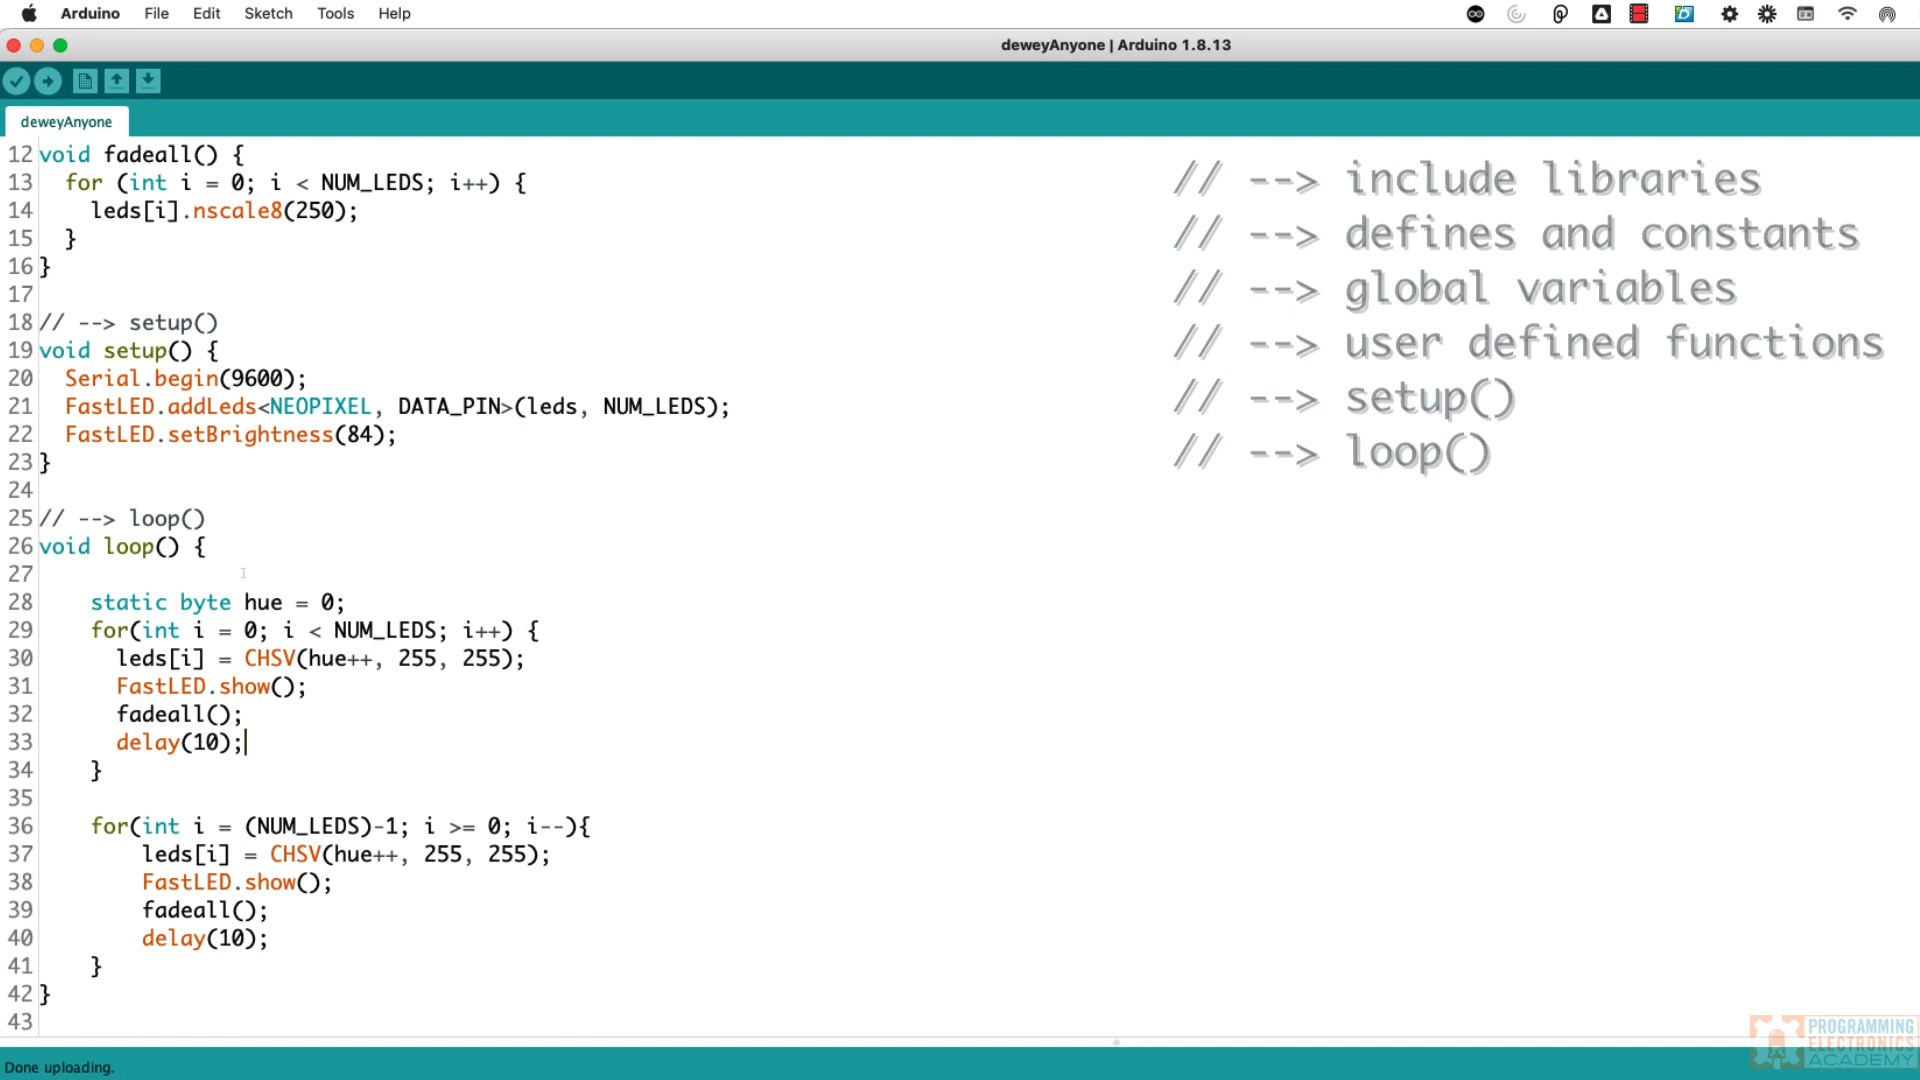 Arduino File Edit Sketch Tools Help
deweyAnyone | Arduino 1.8.13
deweyAnyone
12 void fadeall() {
13 for (int i = 0; i < NUM_LEDS; i++) {
14 leds[i].nscale8(250);
15 }
16 }
17
18 // --> setup()
19 void setup() {
20 Serial.begin(9600);
21 FastLED.addLeds<NEOPIXEL, DATA_PIN>(leds, NUM_LEDS);
22 FastLED.setBrightness(84);
23 }
24
25 // --> loop()
26 void loop() {
27
28 static byte hue = 0;
29 for(int i = 0; i < NUM_LEDS; i++) {
30 leds[i] = CHSV(hue++, 255, 255);
31 FastLED.show();
32 fadeall();
33 delay(10);
34 }
35
36 for(int i = (NUM_LEDS)-1; i >= 0; i--){
37 leds[i] = CHSV(hue++, 255, 255);
38 FastLED.show();
39 fadeall();
40 delay(10);
41 }
42 }
43
// --> include libraries
// --> defines and constants
// --> global variables
// --> user defined functions
// --> setup()
// --> loop()
Done uploading.
PROGRAMMING
ELECTRONICS
ACADEMY